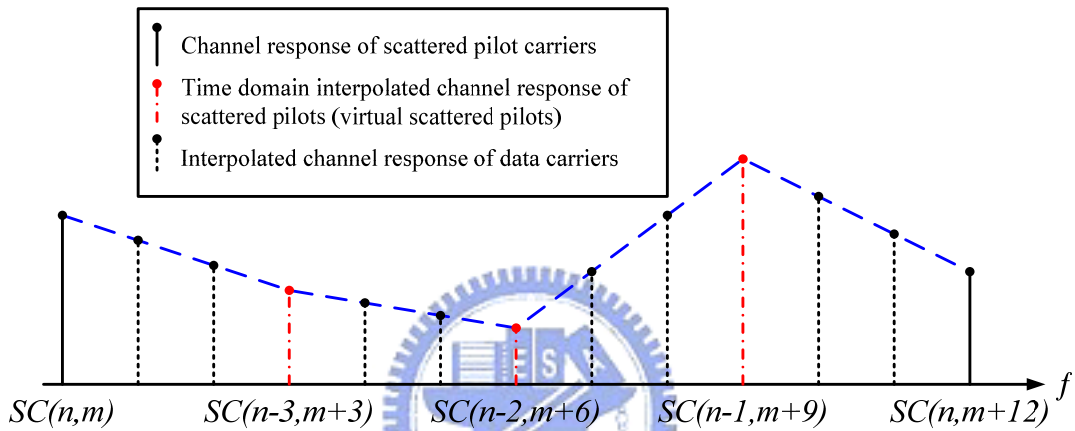 Channel response of scattered pilot carriers
Time domain interpolated channel response of
scattered pilots (virtual scattered pilots)
Interpolated channel response of data carriers
E S
f
SC(n,m)
SC(n-3,m+3)
SC(n-2,m+6)
SC(n-1,m+9)
SC(n,m+12)